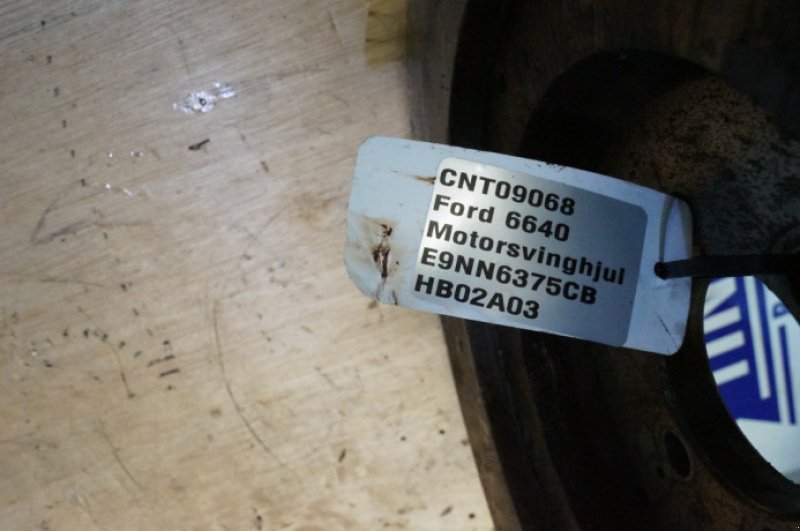 CNT09068
Ford 6640
Motorsvinghjul
E9NN6375CB
HB02A03